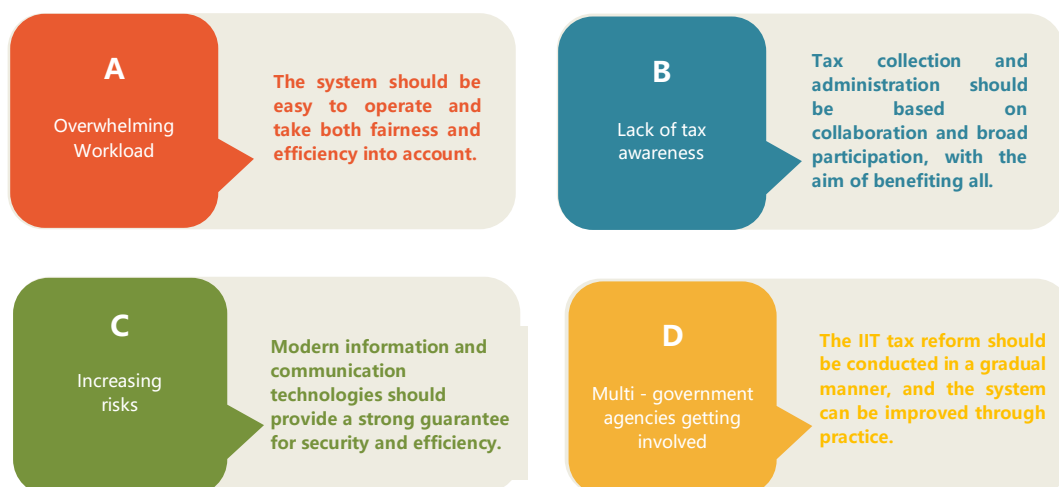 A
Overwhelming
Workload
The system should be
easy to operate and
take both fairness and
efficiency into account.
B
Lack of tax
awareness
Tax collection and
administration should
be based on
collaboration and broad
participation, with the
aim of benefiting all.
C
Increasing
risks
Modern information and
communication
technologies should
provide a strong guarantee
for security and efficiency.
D
Multi - government
agencies getting
involved
The IIT tax reform should
be conducted in a gradual
manner, and the system
can be improved through
practice.